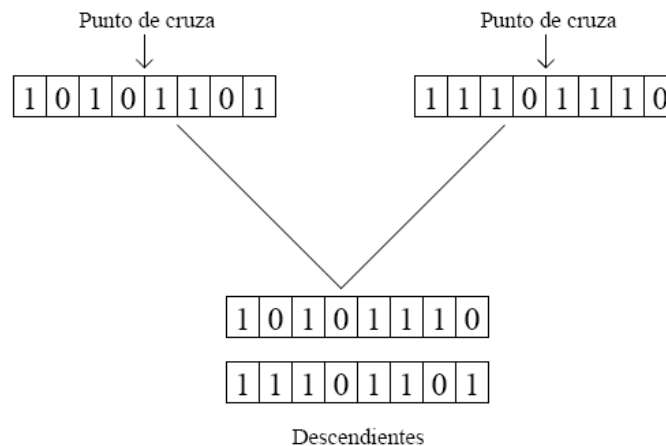 Punto de cruza Punto de cruza
1 0 1 0 1 1 0 1 1 1 1 0 1 1 1 0
1 0 1 0 1 1 1 0
1 1 1 0 1 1 0 1
Descendientes